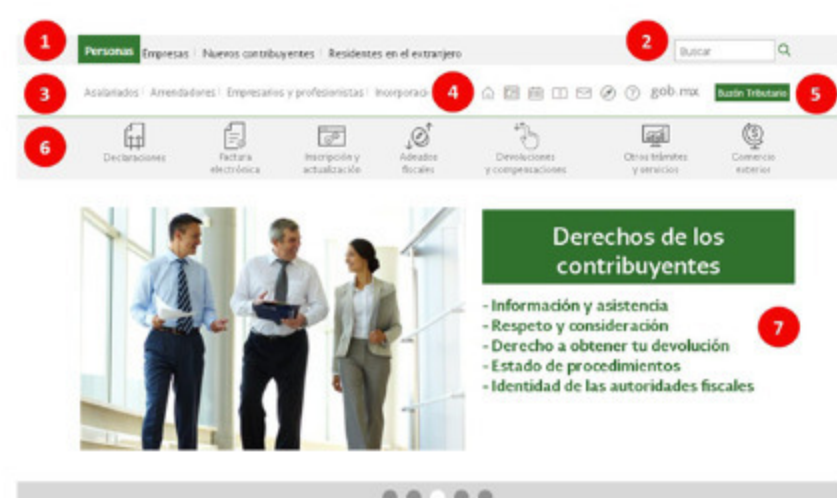 1
Personas Empresas Nuevos contribuyentes Residentes en el extranjero
2
Buscar
3
Asalariados Arrendadores Empresarios y profesionistas Incorporaci
4
gob.mx
Buzón Tributario
5
6
Declaraciones
Factura
electrónica
Inscripción y
actualización
Adeudos
fiscales
Devoluciones
y compensaciones
Otros trámites
y servicios
Comercio
exterior
Derechos de los
contribuyentes
- Información y asistencia
- Respeto y consideración
- Derecho a obtener tu devolución
- Estado de procedimientos
- Identidad de las autoridades fiscales
7